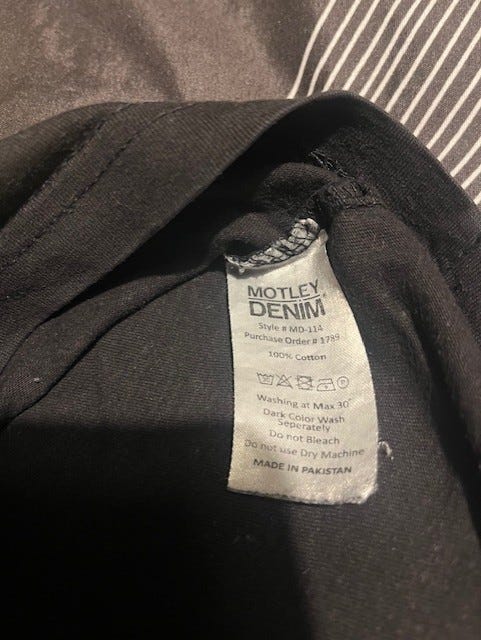 MOTLEY
DENIM®
Style # MD-114
Purchase Order # 1789
100% Cotton
Washing at Max 30°
Dark Color Wash
Seperately
Do not Bleach
Do not use Dry Machine
MADE IN PAKISTAN